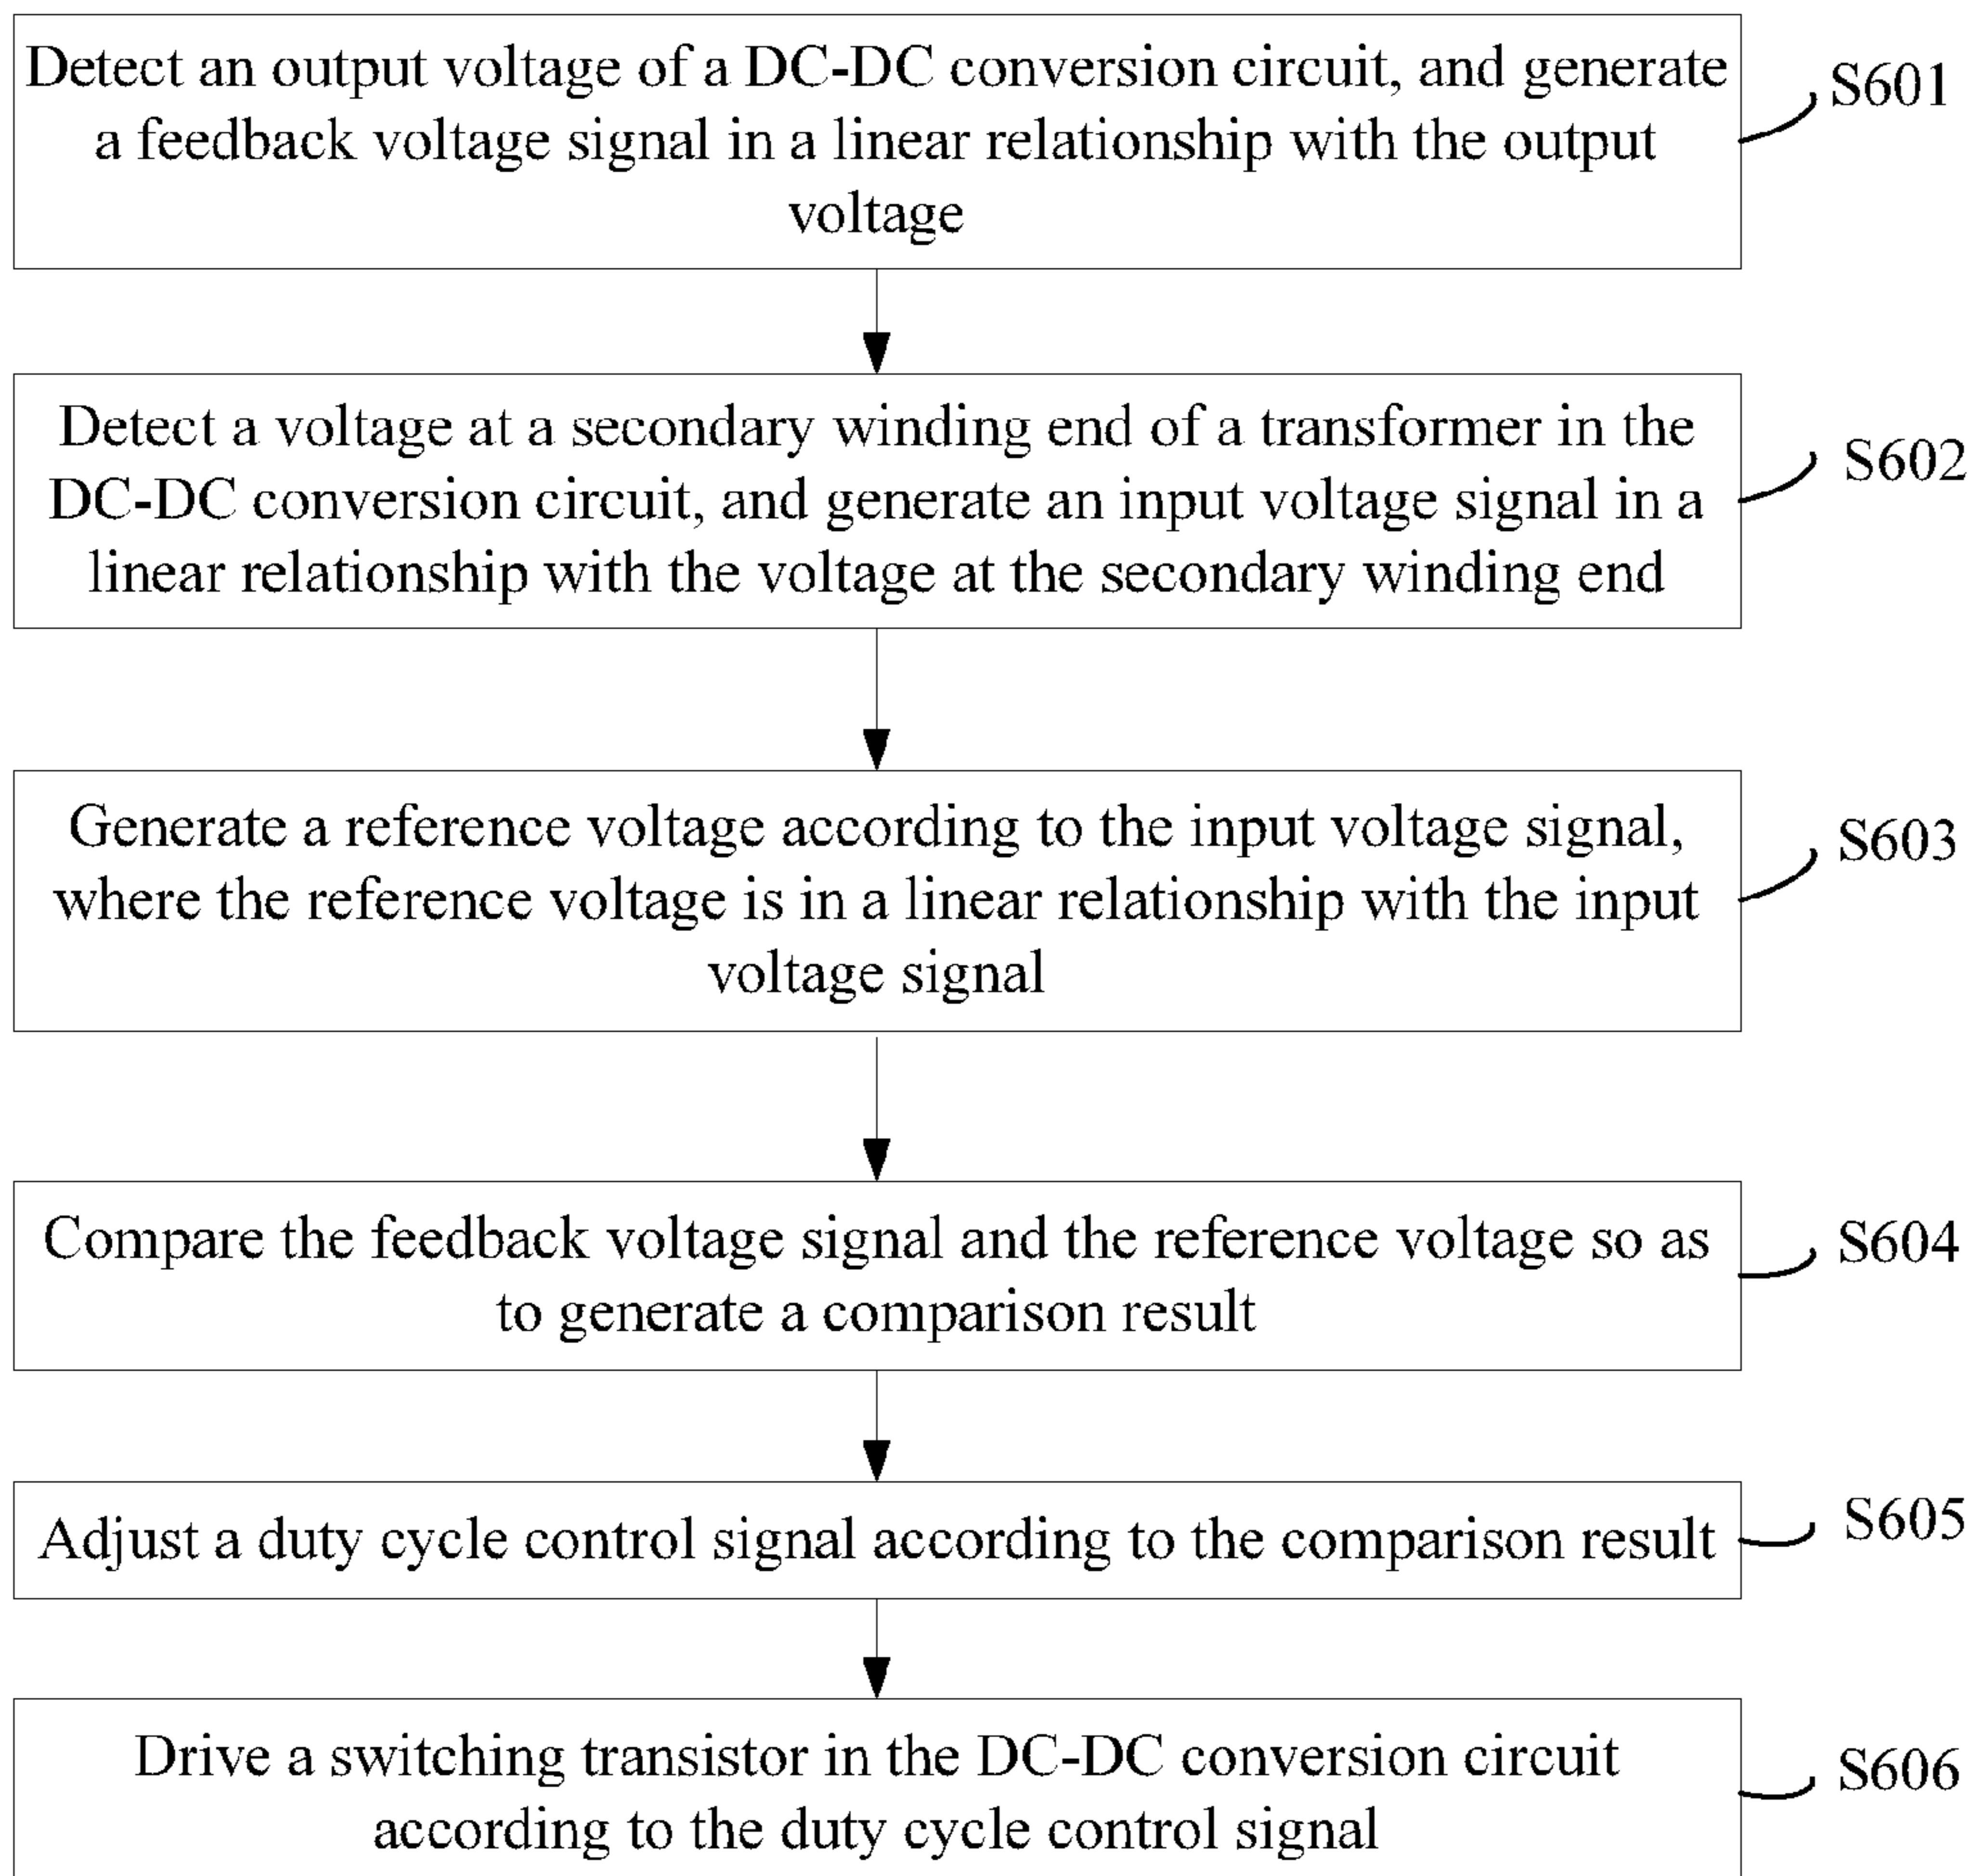 Detect an output voltage of a DC-DC conversion circuit, and generate
a feedback voltage signal in a linear relationship with the output
voltage
S601
Detect a voltage at a secondary winding end of a transformer in the
DC-DC conversion circuit, and generate an input voltage signal in a
linear relationship with the voltage at the secondary winding end
S602
Generate a reference voltage according to the input voltage signal,
where the reference voltage is in a linear relationship with the input
voltage signal
S603
Compare the feedback voltage signal and the reference voltage so as
to generate a comparison result
S604
Adjust a duty cycle control signal according to the comparison result
S605
Drive a switching transistor in the DC-DC conversion circuit
according to the duty cycle control signal
S606